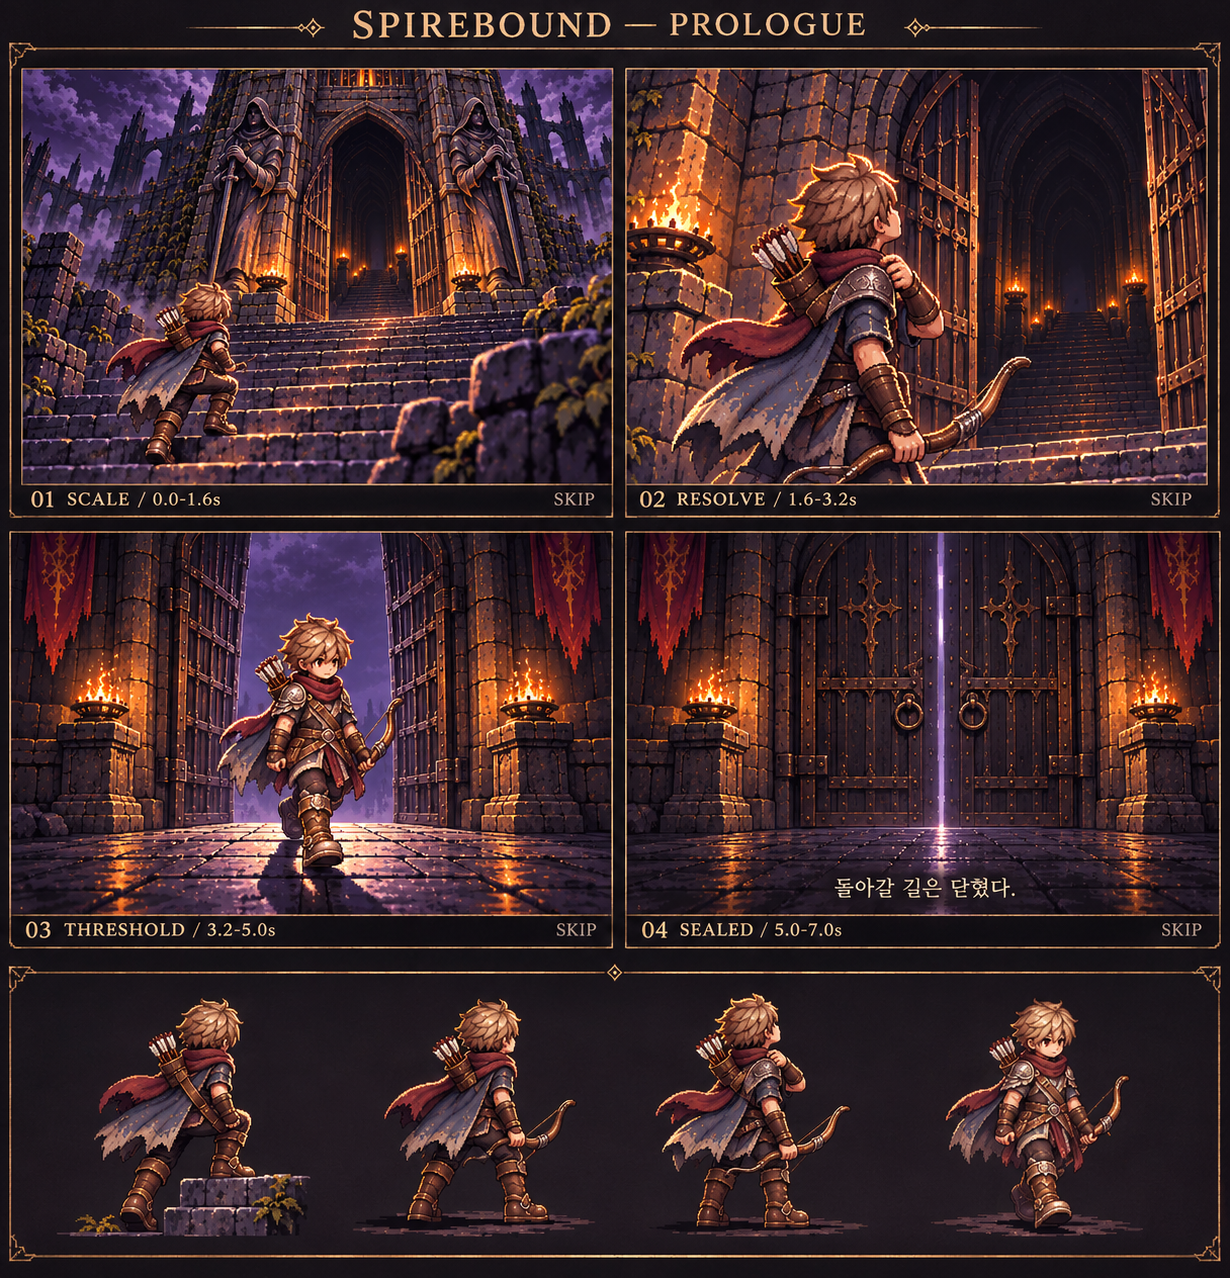 SPIREBOUND — PROLOGUE
01 SCALE / 0.0-1.6s SKIP
02 RESOLVE / 1.6-3.2s SKIP
03 THRESHOLD / 3.2-5.0s SKIP
돌아갈 길은 닫혔다.
04 SEALED / 5.0-7.0s SKIP